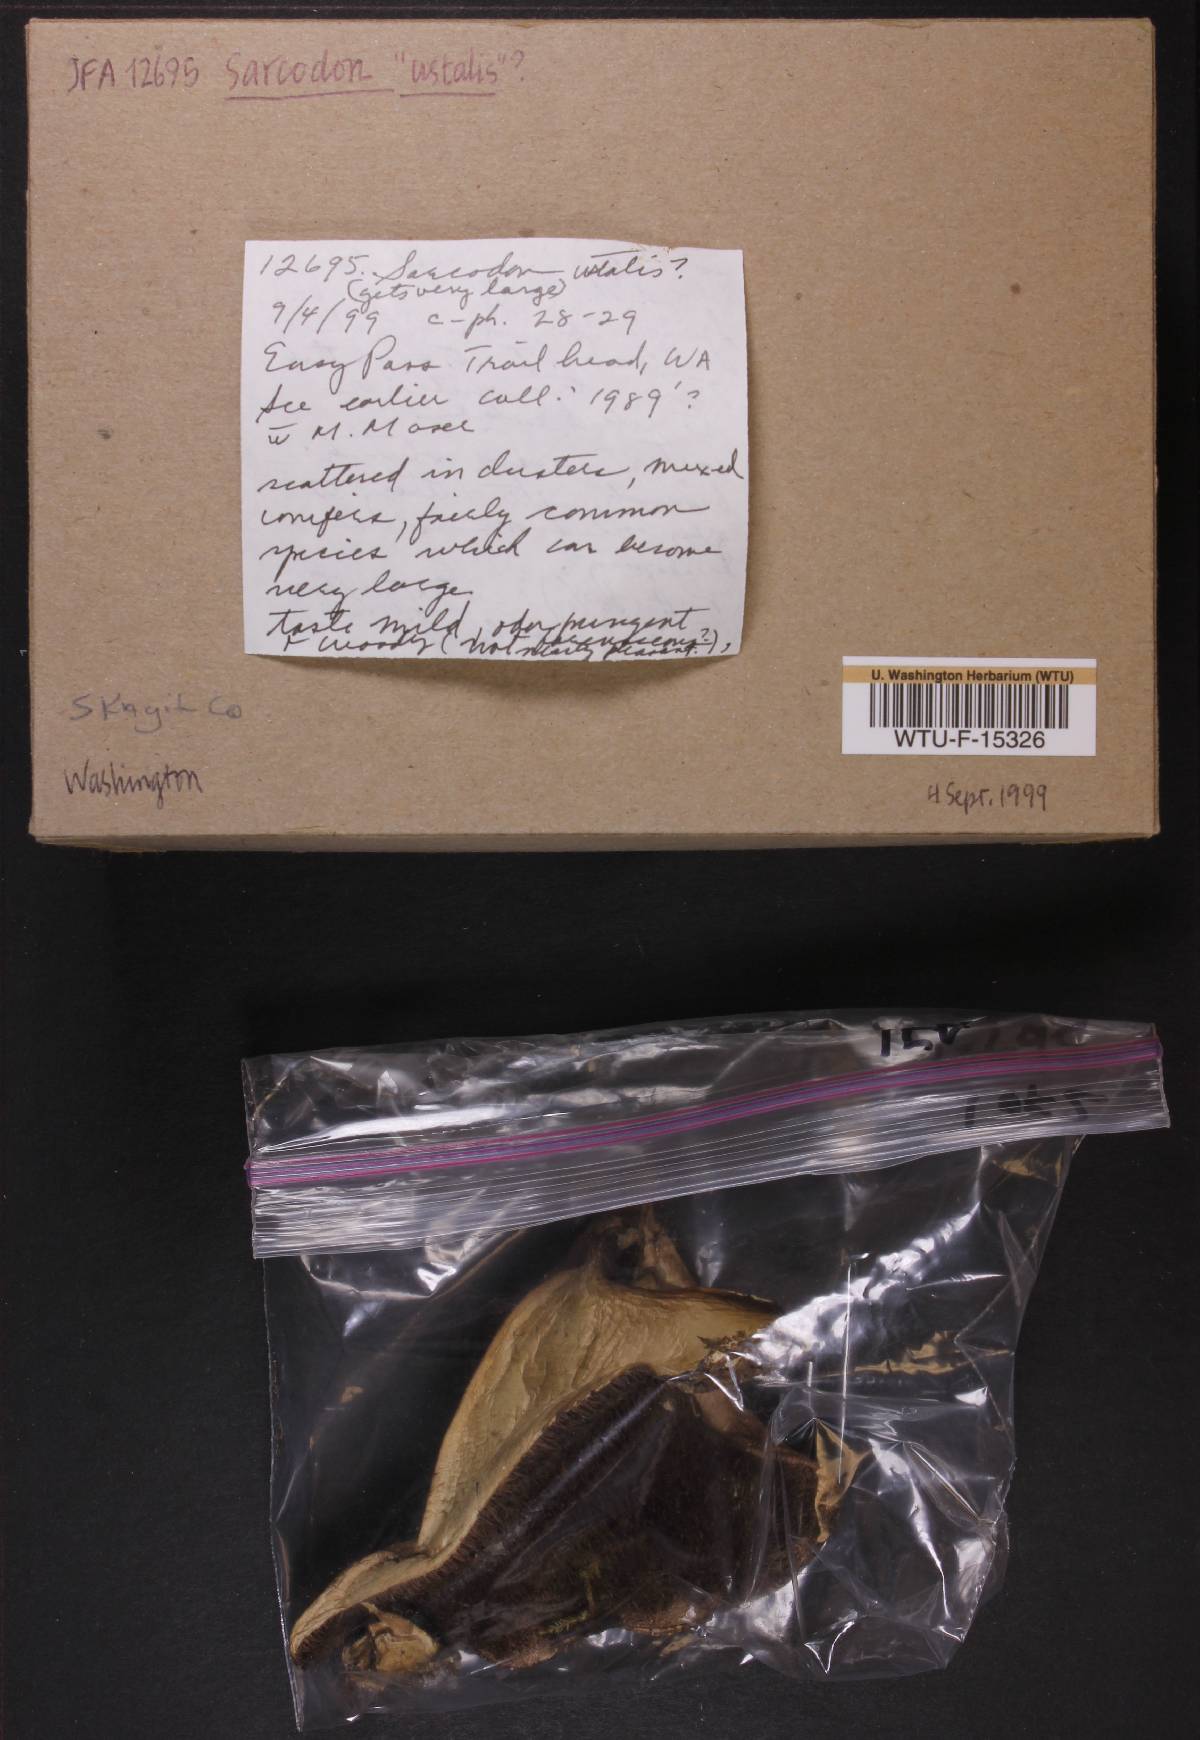 JFA 12695 Sarcodon "ustalis"?
12695. Sarcodon ustalis?
(gets very large)
9/4/99 c-ph. 28-29
Easy Pass Trail head, WA
See earlier coll. '1989'?
w M. Moser
scattered in clusters, mixed
conifers, fairly common
species which can become
very large
taste mild, odor pungent
+ woody (not
U. Washington Herbarium (WTU)
WTU-F-15326
Skagit Co
Washington
4 Sept. 1999